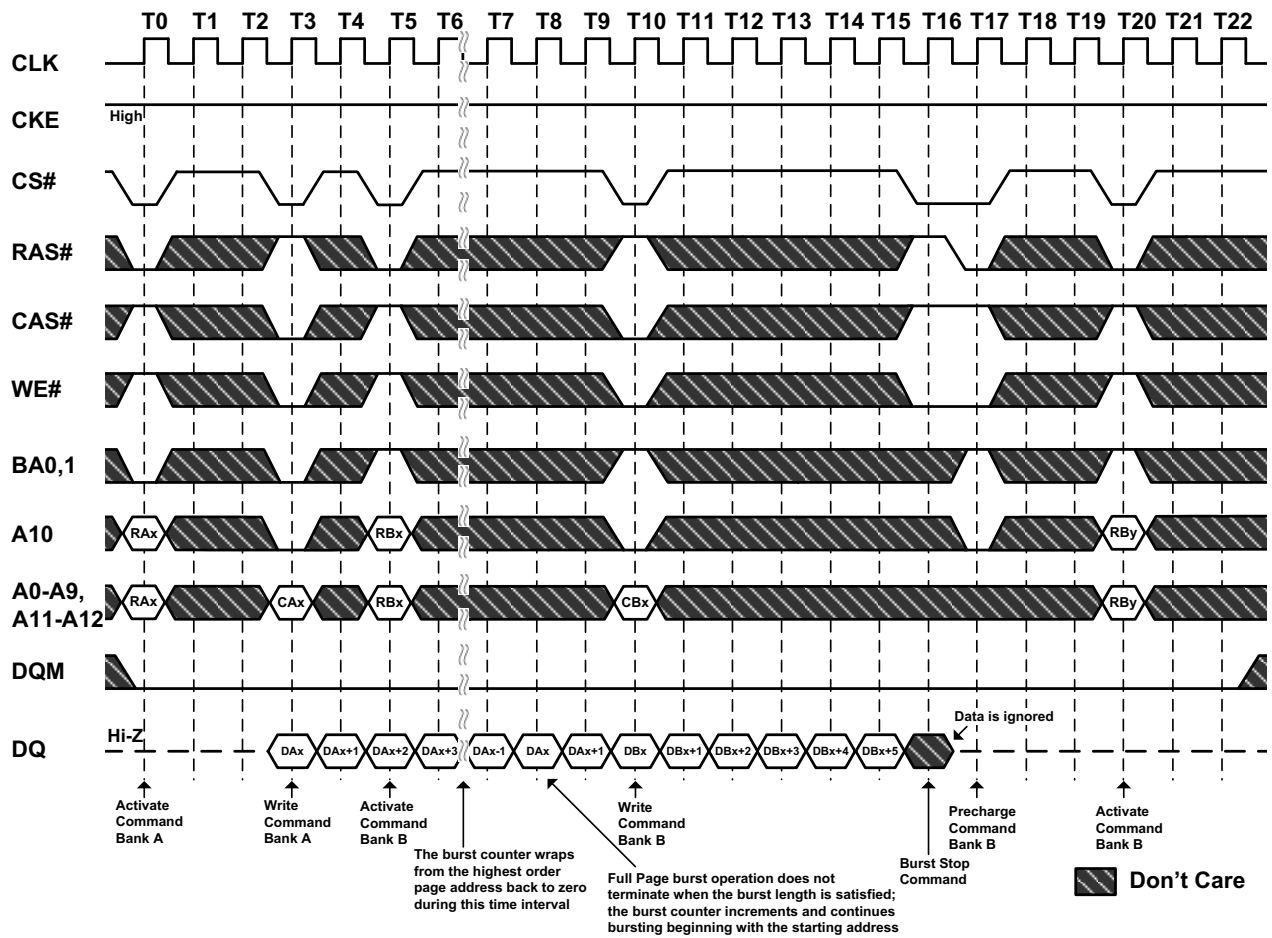 T0 T1 T2 T3 T4 T5 T6 T7 T8 T9 T10 T11 T12 T13 T14 T15 T16 T17 T18 T19 T20 T21 T22
CLK
CKE High
CS#
RAS#
CAS#
WE#
BA0,1
A10 RAx RBx RBy
A0-A9,
A11-A12
RAx CAx RBx CBx RBy
DQM
Data is ignored
DQ Hi-Z DAx DAx+1 DAx+2 DAx+3 DAx-1 DAx DAx+1 DBx DBx+1 DBx+2 DBx+3 DBx+4 DBx+5
Activate
Command
Bank A
Write
Command
Bank A
Activate
Command
Bank B
The burst counter wraps
from the highest order
page address back to zero
during this time interval
Write
Command
Bank B
Full Page burst operation does not
terminate when the burst length is satisfied;
the burst counter increments and continues
bursting beginning with the starting address
Burst Stop
Command
Precharge
Command
Bank B
Activate
Command
Bank B
Don't Care